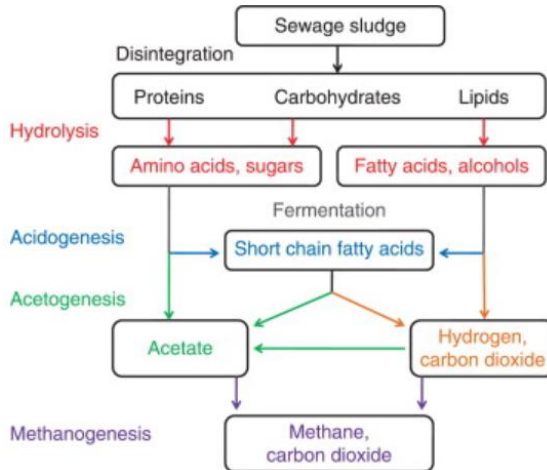 Sewage sludge
Disintegration
Proteins Carbohydrates Lipids
Hydrolysis
Amino acids, sugars Fatty acids, alcohols
Fermentation
Acidogenesis
Short chain fatty acids
Acetogenesis
Acetate
Hydrogen,
carbon dioxide
Methanogenesis
Methane,
carbon dioxide